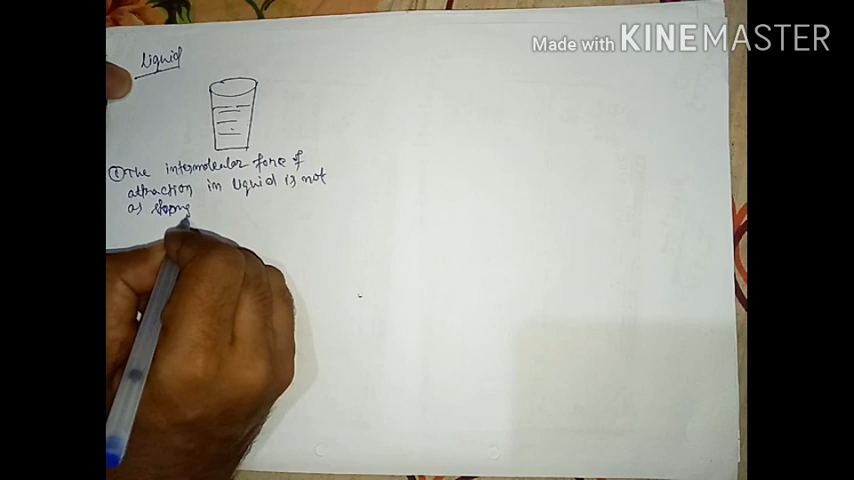 Made with KINEMASTER
Liquid
① The intermolecular force of
attraction in liquid is not
as strong